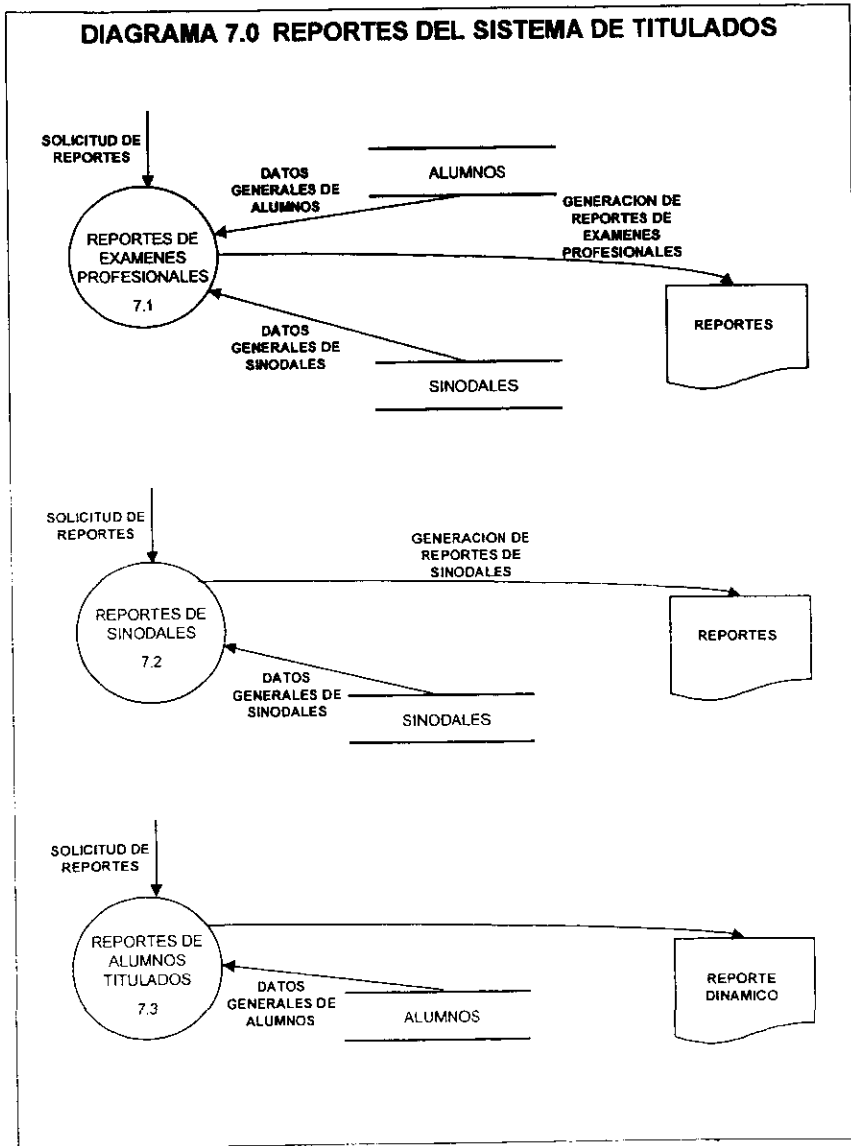 DIAGRAMA 7.0 REPORTES DEL SISTEMA DE TITULADOS
SOLICITUD DE
REPORTES
DATOS
GENERALES DE
ALUMNOS
ALUMNOS
GENERACION DE
REPORTES DE
EXAMENES
PROFESIONALES
REPORTES DE
EXAMENES
PROFESIONALES
7.1
REPORTES
DATOS
GENERALES DE
SINODALES
SINODALES
SOLICITUD DE
REPORTES
GENERACION DE
REPORTES DE
SINODALES
REPORTES DE
SINODALES
7.2
REPORTES
DATOS
GENERALES DE
SINODALES
SINODALES
SOLICITUD DE
REPORTES
REPORTES DE
ALUMNOS
TITULADOS
7.3
DATOS
GENERALES DE
ALUMNOS
ALUMNOS
REPORTE
DINAMICO